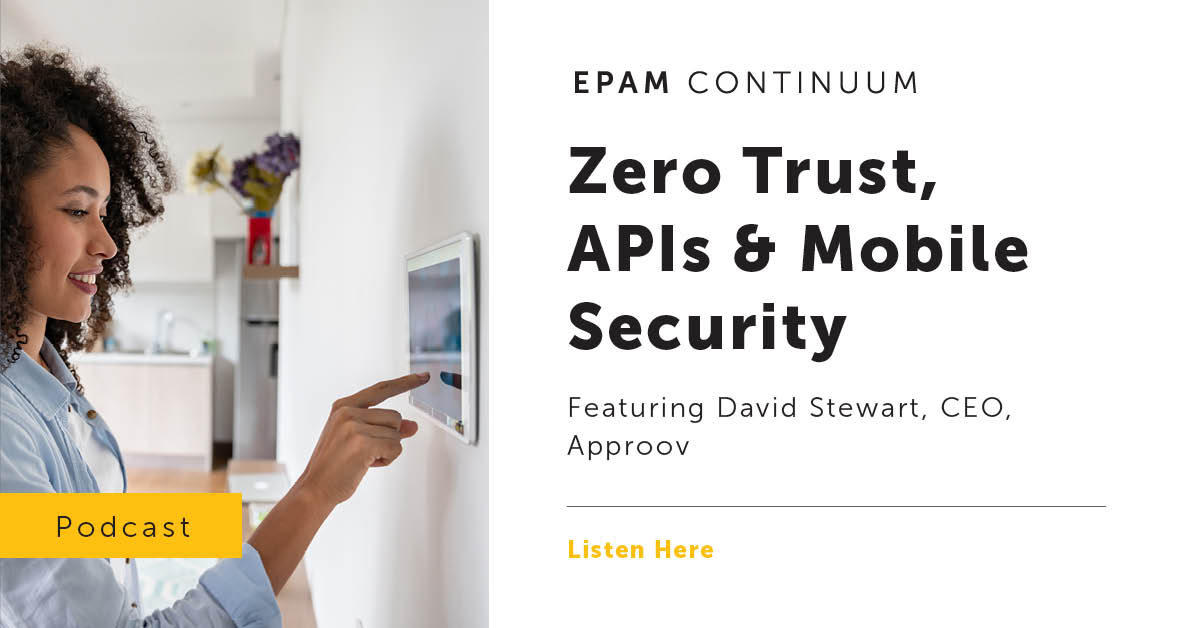 EPAM CONTINUUM
Zero Trust,
APIs & Mobile
Security
Featuring David Stewart, CEO,
Approov
Podcast
Listen Here